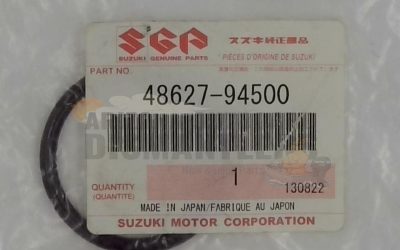 SGP スズキ純正部品
SUZUKI GENUINE PARTS PIECES D'ORIGINE DE SUZUKI
PART NO.
48627-94500
DISMANTLERS
QUANTITY
(QUANTITE)
1
130822
MADE IN JAPAN/FABRIQUE AU JAPON
SUZUKI MOTOR CORPORATION